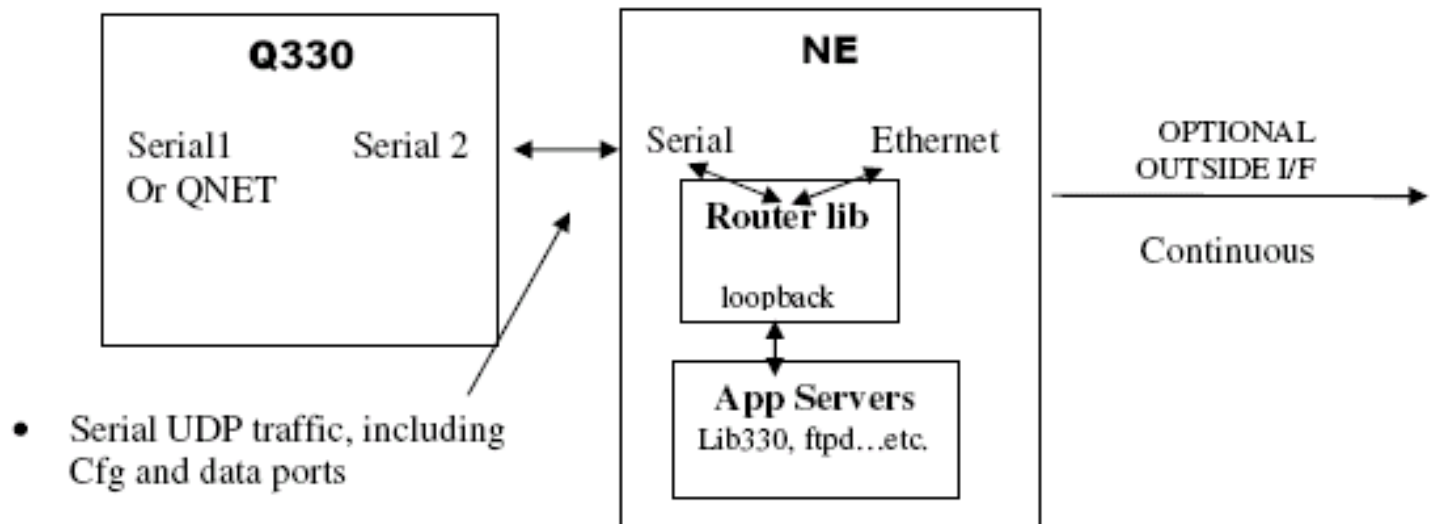 Q330
Serial1
Or QNET
Serial 2
NE
Serial
Ethernet
Router lib
loopback
App Servers
Lib330, ftpd…etc.
OPTIONAL
OUTSIDE I/F
Continuous
• Serial UDP traffic, including
Cfg and data ports